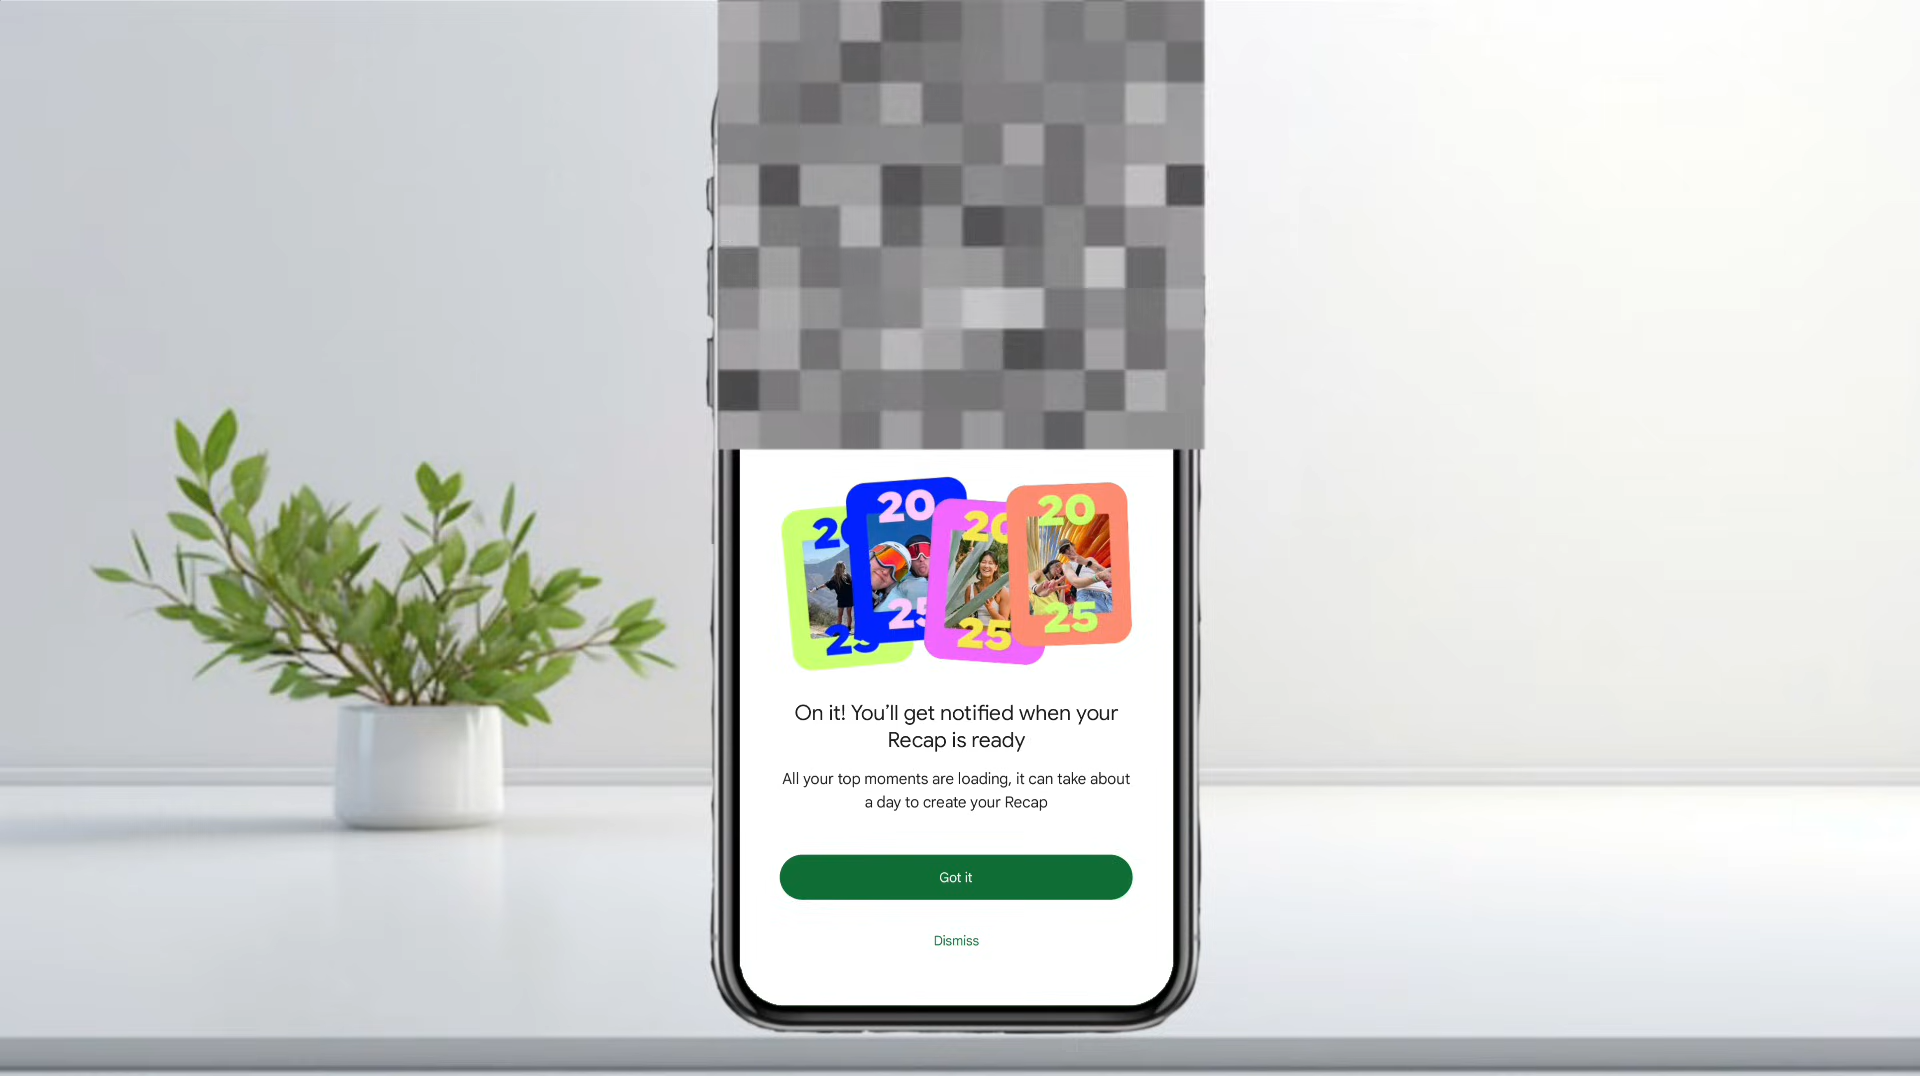 20
20
20
20
25
25
25
25
On it! You’ll get notified when your
Recap is ready
All your top moments are loading, it can take about
a day to create your Recap
Got it
Dismiss